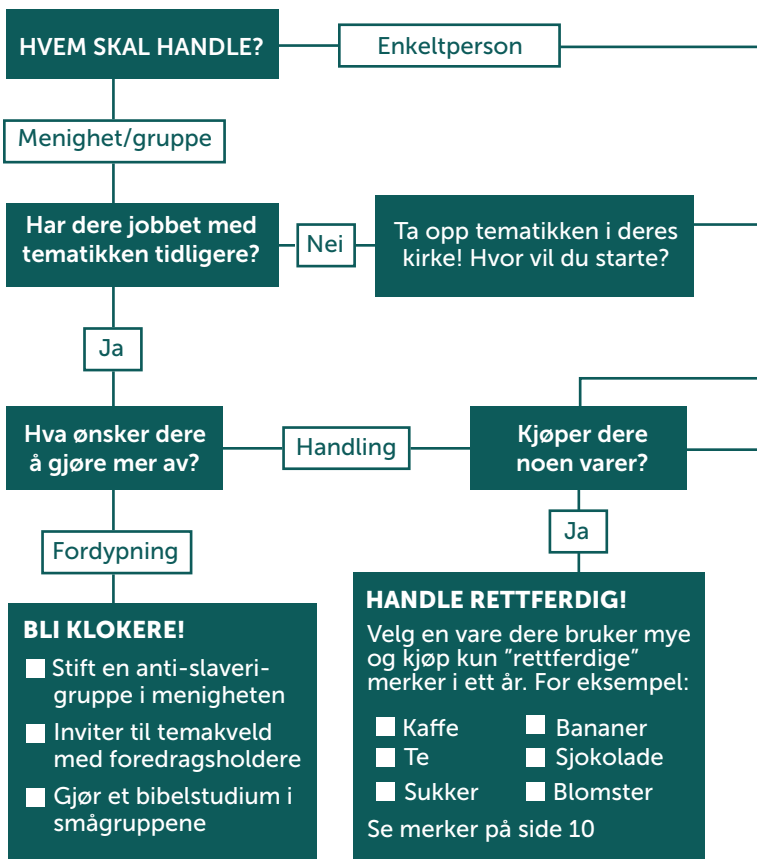 HVEM SKAL HANDLE?
Enkeltperson
Menighet/gruppe
Har dere jobbet med
tematikken tidligere?
Nei
Ta opp tematikken i deres
kirke! Hvor vil du starte?
Ja
Hva ønsker dere
å gjøre mer av?
Handling
Kjøper dere
noen varer?
Fordypning
Ja
BLI KLOKERE!
Stift en anti-slaveri-
gruppe i menigheten
Inviter til temakveld
med foredragsholdere
Gjør et bibelstudium i
smågruppene
HANDLE RETTFERDIG!
Velg en vare dere bruker mye
og kjøp kun ”rettferdige”
merker i ett år. For eksempel:
Kaffe
Bananer
Te
Sjokolade
Sukker
Blomster
Se merker på side 10